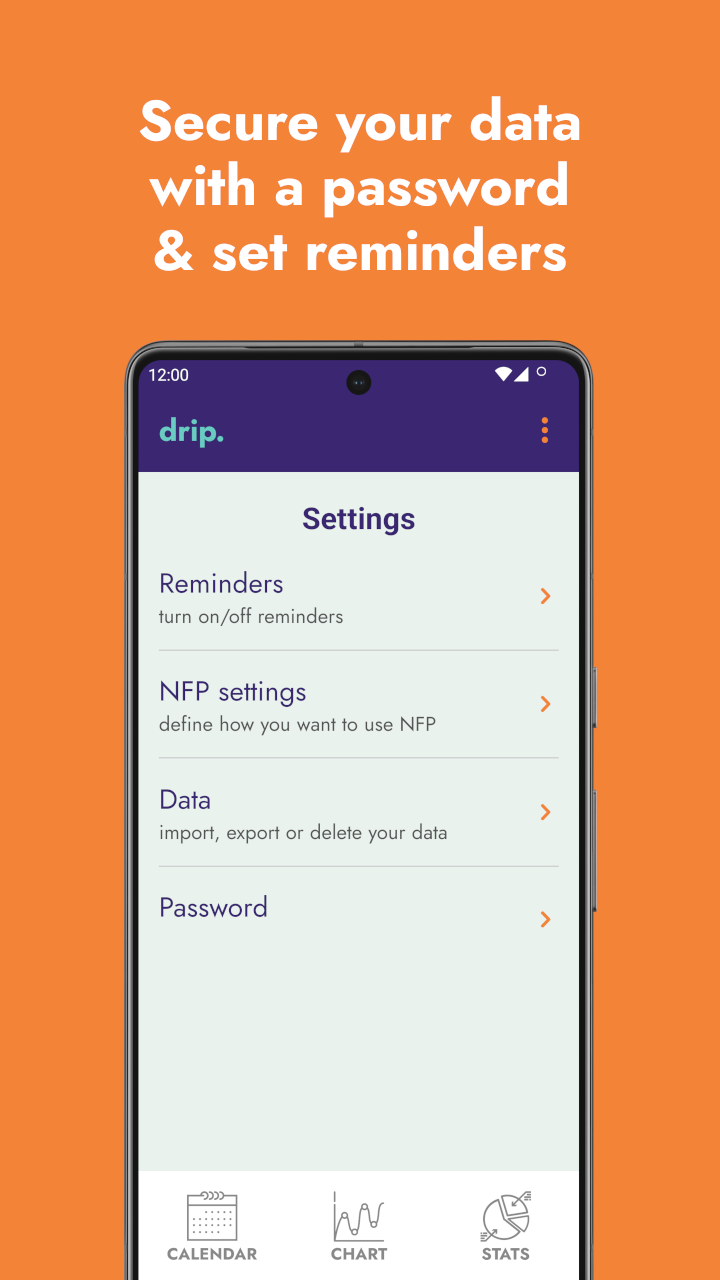 Secure your data
with a password
& set reminders
12:00
drip.
Settings
Reminders
turn on/off reminders
NFP settings
define how you want to use NFP
Data
import, export or delete your data
Password
CALENDAR
CHART
STATS